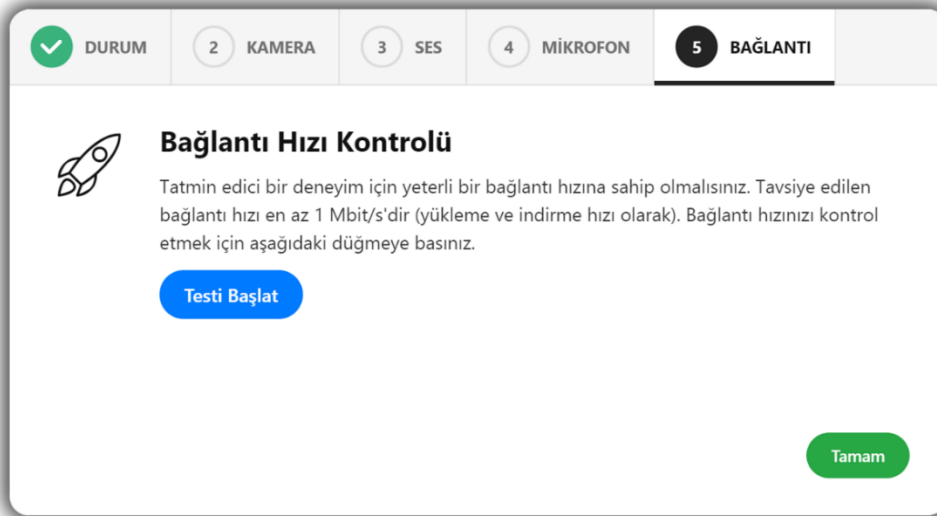 DURUM
2 KAMERA
3 SES
4 MİKROFON
5 BAĞLANTI
Bağlantı Hızı Kontrolü
Tatmin edici bir deneyim için yeterli bir bağlantı hızına sahip olmalısınız. Tavsiye edilen
bağlantı hızı en az 1 Mbit/s'dir (yükleme ve indirme hızı olarak). Bağlantı hızınızı kontrol
etmek için aşağıdaki düğmeye basınız.
Testi Başlat
Tamam